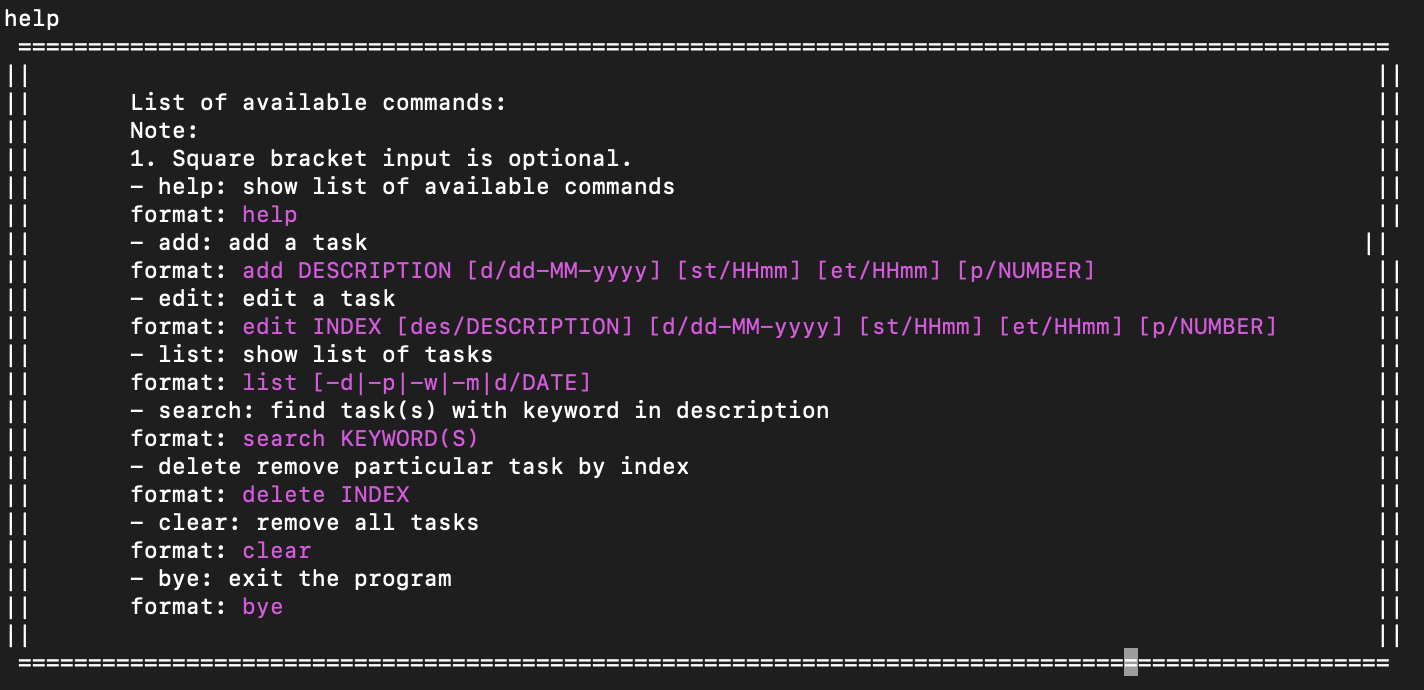 help
==================================================================================================
|| ||
|| List of available commands: ||
|| Note: ||
|| 1. Square bracket input is optional. ||
|| - help: show list of available commands ||
|| format: help ||
|| - add: add a task ||
|| format: add DESCRIPTION [d/dd-MM-yyyy] [st/HHmm] [et/HHmm] [p/NUMBER] ||
|| - edit: edit a task ||
|| format: edit INDEX [des/DESCRIPTION] [d/dd-MM-yyyy] [st/HHmm] [et/HHmm] [p/NUMBER] ||
|| - list: show list of tasks ||
|| format: list [-d|-p|-w|-m|d/DATE] ||
|| - search: find task(s) with keyword in description ||
|| format: search KEYWORD(S) ||
|| - delete remove particular task by index ||
|| format: delete INDEX ||
|| - clear: remove all tasks ||
|| format: clear ||
|| - bye: exit the program ||
|| format: bye ||
|| ||
==================================================================================================